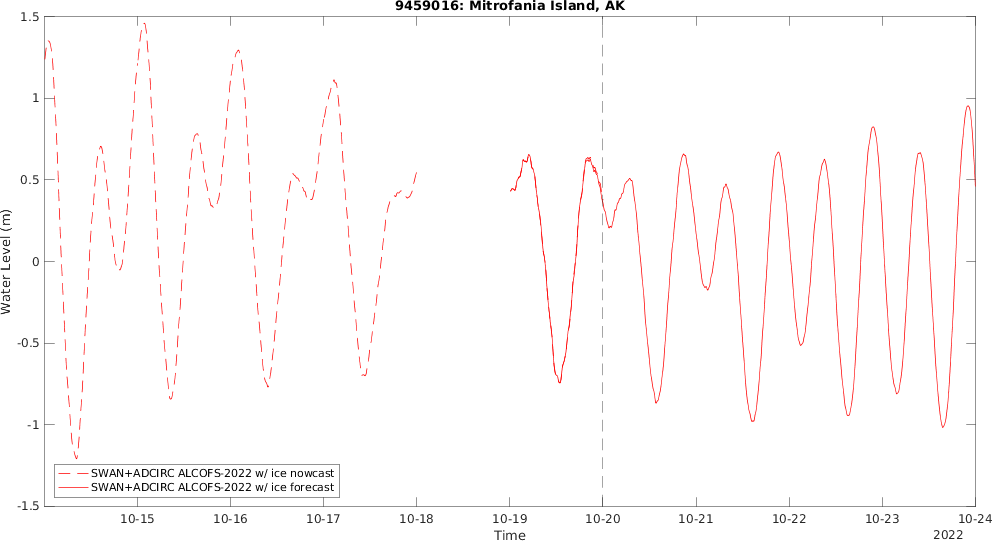 9459016: Mitrofania Island, AK
1.5
1
0.5
0
-0.5
-1
-1.5
Water Level (m)
SWAN+ADCIRC ALCOFS-2022 w/ ice nowcast
SWAN+ADCIRC ALCOFS-2022 w/ ice forecast
10-15 10-16 10-17 10-18 10-19 10-20 10-21 10-22 10-23 10-24
Time
2022